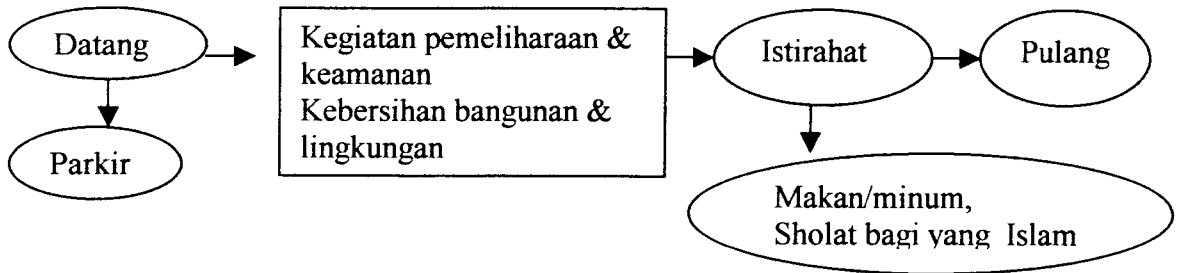 Datang
Parkir
Kegiatan pemeliharaan &
keamanan
Kebersihan bangunan &
lingkungan
Istirahat
Pulang
Makan/minum,
Sholat bagi yang Islam